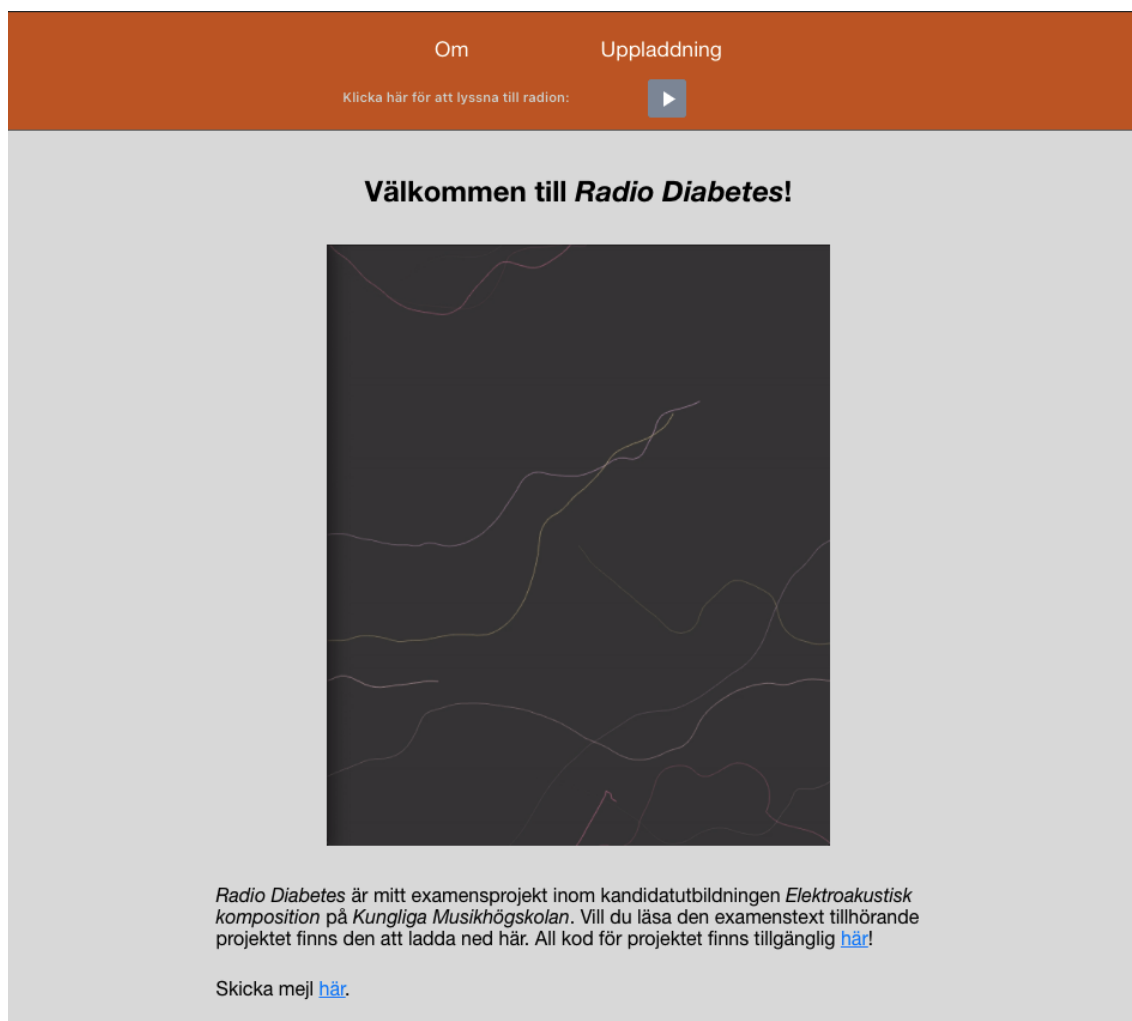 Om Uppladdning
Klicka här för att lyssna till radion:
Välkommen till Radio Diabetes!
Radio Diabetes är mitt examensprojekt inom kandidatutbildningen Elektroakustisk
komposition på Kungliga Musikhögskolan. Vill du läsa den examenstext tillhörande
projektet finns den att ladda ned här. All kod för projektet finns tillgänglig här!
Skicka mejl här.